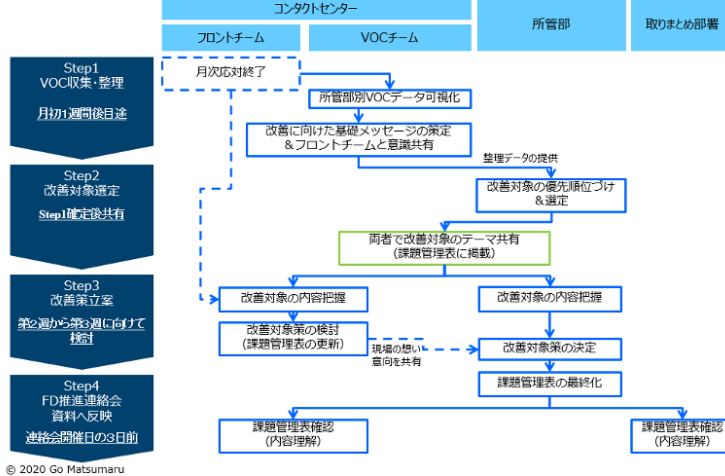 コンタクトセンター
所管部
取りまとめ部署
フロントチーム
VOCチーム
Step1
VOC収集・整理
月初1週間後目途
月次応対終了
所管部別VOCデータ可視化
改善に向けた基礎メッセージの策定
&フロントチームと意識共有
整理データの提供
Step2
改善対象選定
Step1確定後共有
改善対象の優先順位づけ
&選定
両者で改善対象のテーマ共有
(課題管理表に掲載)
Step3
改善策立案
第2週から第3週に向けて
検討
改善対象の内容把握
改善対象の内容把握
改善対象策の検討
(課題管理表の更新)
現場の想い
意向を共有
改善対象策の決定
Step4
FD推進連絡会
資料へ反映
連絡会開催日の3日前
課題管理表の最終化
課題管理表確認
(内容理解)
課題管理表確認
(内容理解)
© 2020 Go Matsumaru